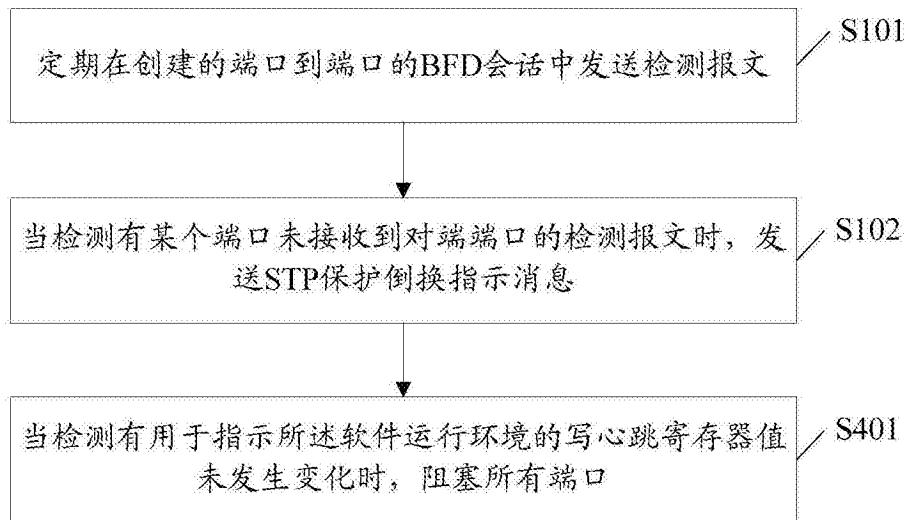 定期在创建的端口到端口的BFD会话中发送检测报文
S101
当检测有某个端口未接收到对端端口的检测报文时，发
送STP保护倒换指示消息
S102
当检测有用于指示所述软件运行环境的写心跳寄存器值
未发生变化时，阻塞所有端口
S401